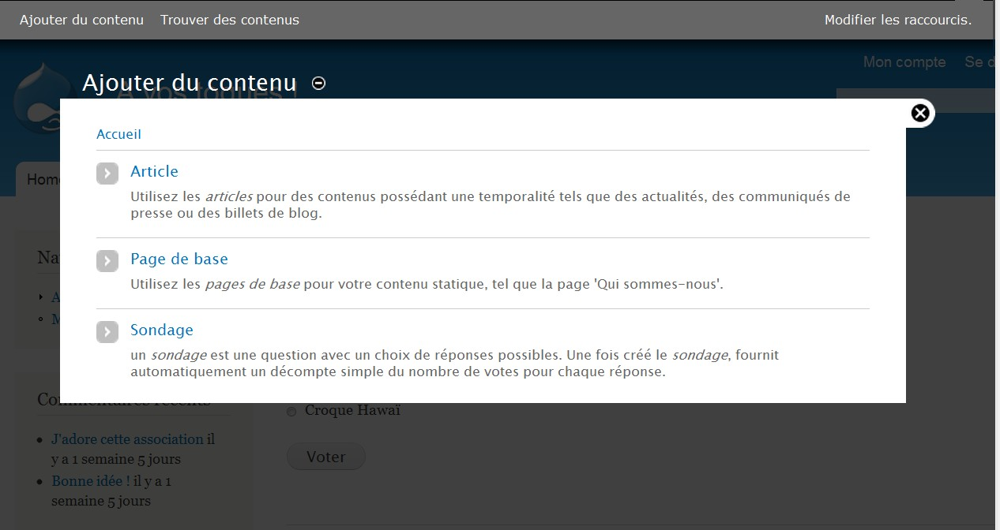 Ajouter du contenu Trouver des contenus Modifier les raccourcis.
Mon compte Se d
Ajouter du contenu
A vos toques !
Accueil
Home
Article
Utilisez les articles pour des contenus possédant une temporalité tels que des actualités, des communiqués de
presse ou des billets de blog.
Na
Page de base
Utilisez les pages de base pour votre contenu statique, tel que la page 'Qui sommes-nous'.
A
M
Sondage
un sondage est une question avec un choix de réponses possibles. Une fois créé le sondage, fournit
automatiquement un décompte simple du nombre de votes pour chaque réponse.
Commentaires récents
Croque Hawaï
J'adore cette association il
y a 1 semaine 5 jours
Voter
Bonne idée ! il y a 1
semaine 5 jours